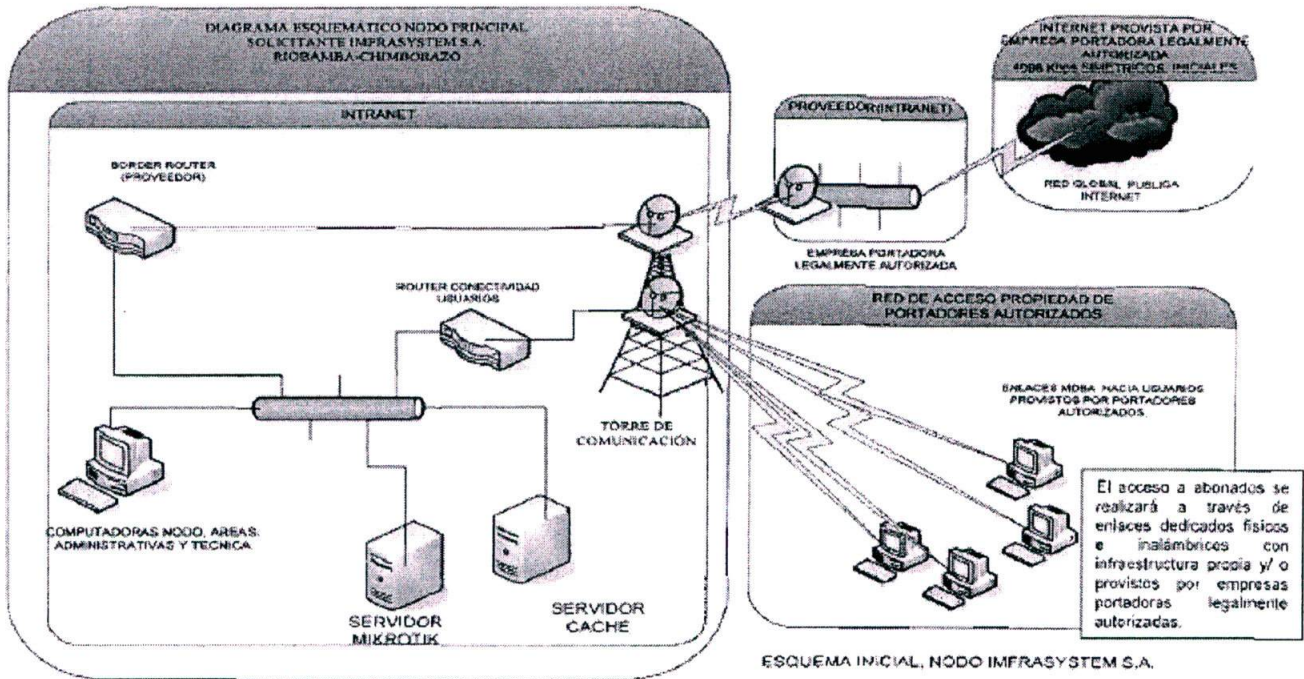 DIAGRAMA ESQUEMÁTICO NODO PRINCIPAL
SOLICITANTE IMFRASYSTEM S.A.
RIOBAMBA-CHIMBORAZO
INTRANET
BORDER ROUTER
(PROVEEDOR)
ROUTER CONECTIVIDAD
USUARIOS
TORRE DE
COMUNICACIÓN
COMPUTADORAS NODO, AREAS
ADMINISTRATIVAS Y TECNICA
SERVIDOR
MIKROTIK
SERVIDOR
CACHE
PROVEEDOR(INTRANET)
EMPRESA PORTADORA
LEGALMENTE AUTORIZADA
INTERNET PROVISTA POR
EMPRESA PORTADORA LEGALMENTE
AUTORIZADA
SIMETRICOS, INICIALES
RED GLOBAL PUBLICA
INTERNET
RED DE ACCESO PROPIEDAD DE
PORTADORES AUTORIZADOS
ENLACES MDBA HACIA USUARIOS
PROVISTOS POR PORTADORES
AUTORIZADOS.
El acceso a abonados se
realizará a través de
enlaces dedicados físicos
e inalámbricos con
infraestructura propia y/ o
provistos por empresas
portadoras legalmente
autorizadas.
ESQUEMA INICIAL, NODO IMFRASYSTEM S.A.